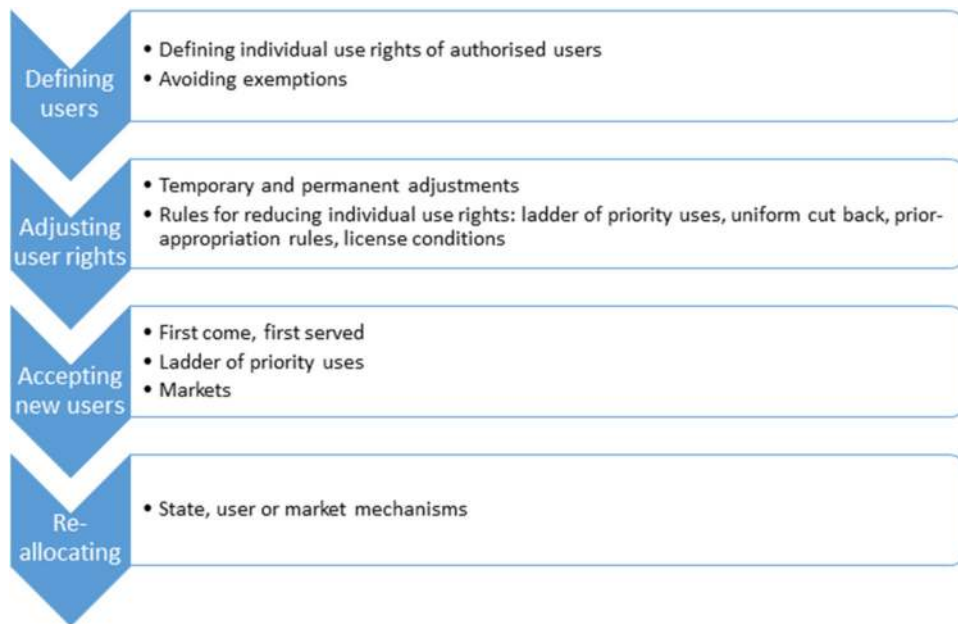 Defining
users
• Defining individual use rights of authorised users
• Avoiding exemptions
Adjusting
user rights
• Temporary and permanent adjustments
• Rules for reducing individual use rights: ladder of priority uses, uniform cut back, prior-
appropriation rules, license conditions
Accepting
new users
• First come, first served
• Ladder of priority uses
• Markets
Re-
allocating
• State, user or market mechanisms